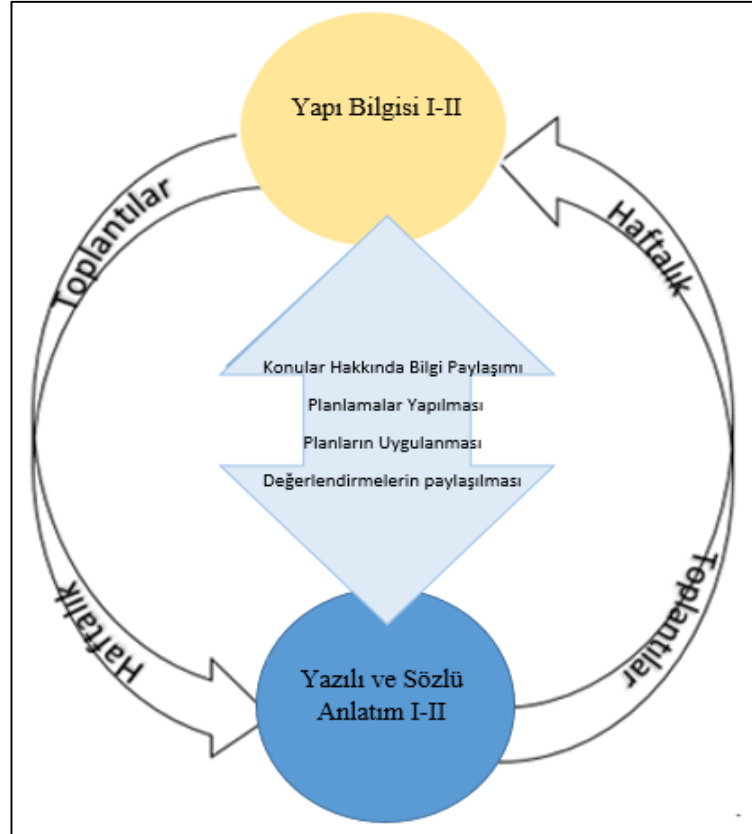 Yapı Bilgisi I-II
Toplantılar
Haftalık
Konular Hakkında Bilgi Paylaşımı
Planlamalar Yapılması
Planların Uygulanması
Değerlendirmelerin paylaşılması
Haftalık
Toplantılar
Yazılı ve Sözlü
Anlatım I-II